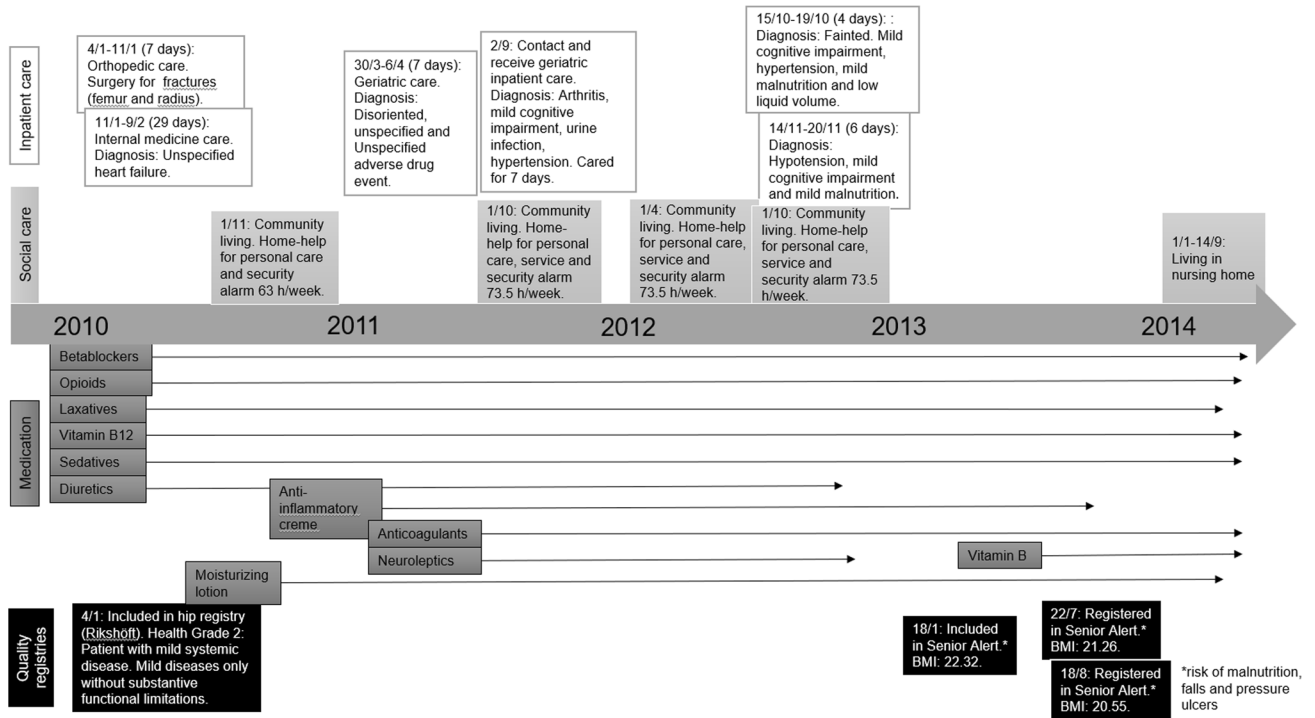 Inpatient care
4/1-11/1 (7 days):
Orthopedic care.
Surgery for fractures
(femur and radius).
11/1-9/2 (29 days):
Internal medicine care.
Diagnosis: Unspecified
heart failure.
30/3-6/4 (7 days):
Geriatric care.
Diagnosis:
Disoriented,
unspecified and
Unspecified
adverse drug
event.
2/9: Contact and
receive geriatric
inpatient care.
Diagnosis: Arthritis,
mild cognitive
impairment, urine
infection,
hypertension. Cared
for 7 days.
15/10-19/10 (4 days): :
Diagnosis: Fainted. Mild
cognitive impairment,
hypertension, mild
malnutrition and low
liquid volume.
14/11-20/11 (6 days):
Diagnosis:
Hypotension, mild
cognitive impairment
and mild malnutrition.
Social care
1/11: Community
living. Home-help
for personal care
and security
alarm 63 h/week.
1/10: Community
living. Home-
help for personal
care, service and
security alarm
73.5 h/week.
1/4: Community
living. Home-help
for personal care,
service and
security alarm
73.5 h/week.
1/10: Community
living. Home-help
for personal care,
service and
security alarm 73.5
h/week.
1/1-14/9:
Living in
nursing home
2010
2011
2012
2013
2014
Medication
Betablockers
Opioids
Laxatives
Vitamin B12
Sedatives
Diuretics
Anti-
inflammatory
creme
Anticoagulants
Neuroleptics
Vitamin B
Moisturizing
lotion
Quality
registries
4/1: Included in hip registry
(Rikshöft). Health Grade 2:
Patient with mild systemic
disease. Mild diseases only
without substantive
functional limitations.
18/1: Included
in Senior Alert.*
BMI: 22.32.
22/7: Registered
in Senior Alert.*
BMI: 21.26.
18/8: Registered
in Senior Alert.*
BMI: 20.55.
*risk of malnutrition,
falls and pressure
ulcers